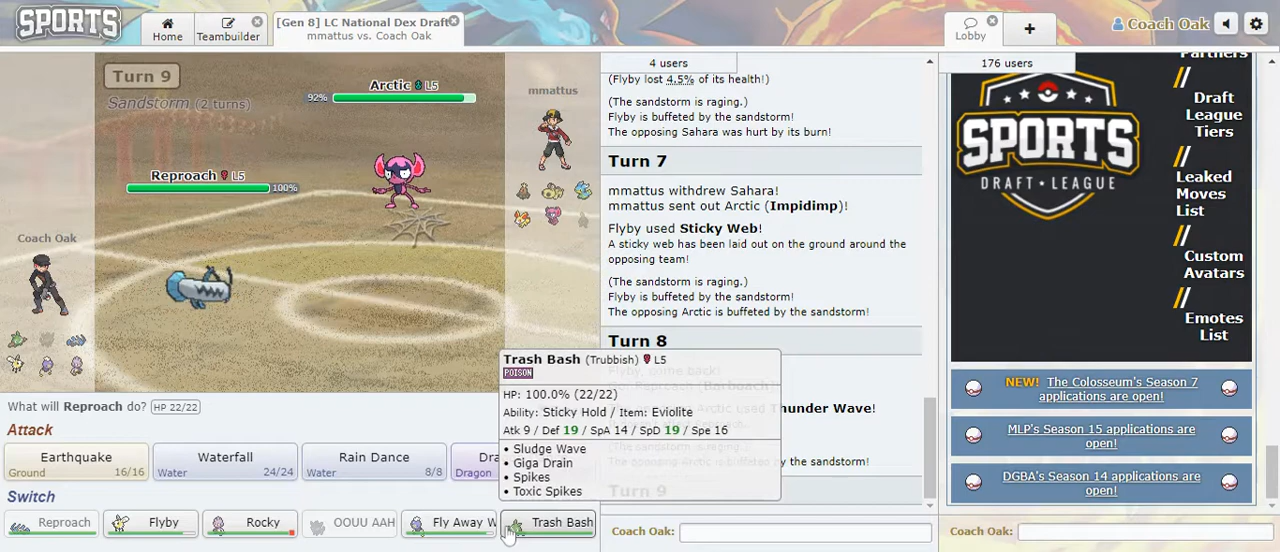 SPORTS
Home
Teambuilder
[Gen 8] LC National Dex Draft
mmattus vs. Coach Oak
Lobby
+
Coach Oak
Turn 9
Sandstorm (2 turns)
Arctic L5
92%
Reproach L5
100%
mmattus
Coach Oak
4 users
(Flyby lost 4.5% of its health!)
(The sandstorm is raging.)
Flyby is buffeted by the sandstorm!
The opposing Sahara was hurt by its burn!
Turn 7
mmattus withdrew Sahara!
mmattus sent out Arctic (Impidimp)!
Flyby used Sticky Web!
A sticky web has been laid out on the ground around the
opposing team!
(The sandstorm is raging.)
Flyby is buffeted by the sandstorm!
The opposing Arctic is buffeted by the sandstorm!
Turn 8
Flyby, come back!
Arctic used Thunder Wave!
buffeted by the sandstorm!
Turn 9
Trash Bash (Trubbish) L5
POISON
HP: 100.0% (22/22)
Ability: Sticky Hold / Item: Eviolite
Atk 9 / Def 19 / SpA 14 / SpD 19 / Spe 16
• Sludge Wave
• Giga Drain
• Spikes
• Toxic Spikes
What will Reproach do? HP 22/22
Attack
Earthquake
Ground 16/16
Waterfall
Water 24/24
Rain Dance
Water 8/8
Dra
Dragon
Switch
Reproach
Flyby
Rocky
OOUU AAH
Fly Away W
Trash Bash
Coach Oak:
176 users
SPORTS
DRAFT • LEAGUE
Partners
//
Draft
League
Tiers
//
Leaked
Moves
List
//
Custom
Avatars
//
Emotes
List
NEW! The Colosseum's Season 7
applications are open!
MLP's Season 15 applications are
open!
DGBA's Season 14 applications are
open!
Coach Oak: